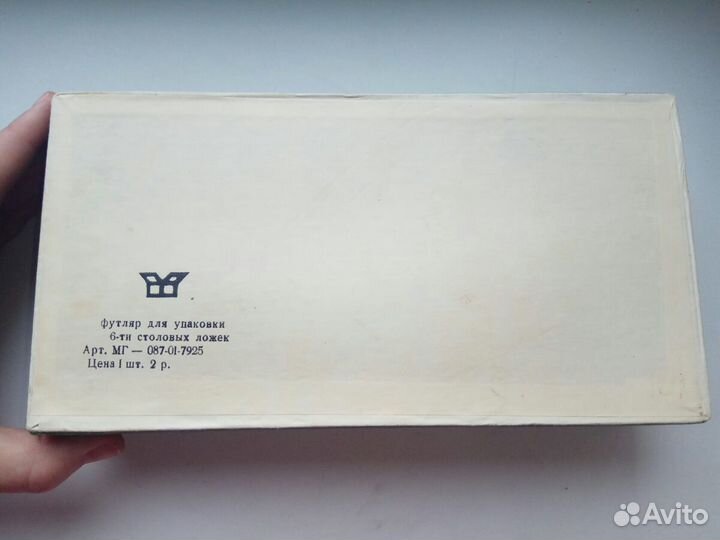 футляр для упаковки
6-ти столовых ложек
Арт. МГ — 087-01-7925
Цена 1 шт. 2 р.
Avito